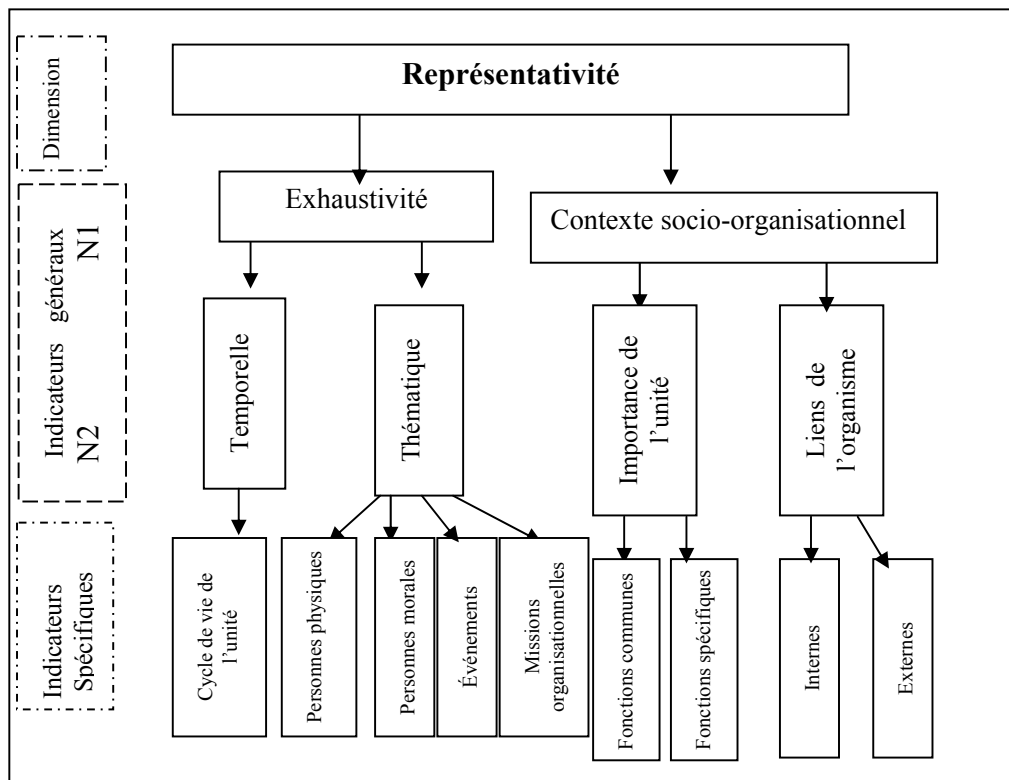 Dimension
Représentativité
Indicateurs généraux
N2 N1
Exhaustivité
Contexte socio-organisationnel
Temporelle
Thématique
Importance de
l’unité
Liens de
l’organisme
Indicateurs
Spécifiques
Cycle de vie de
l’unité
Personnes physiques
Personnes morales
Événements
Missions
organisationnelles
Fonctions communes
Fonctions spécifiques
Internes
Externes